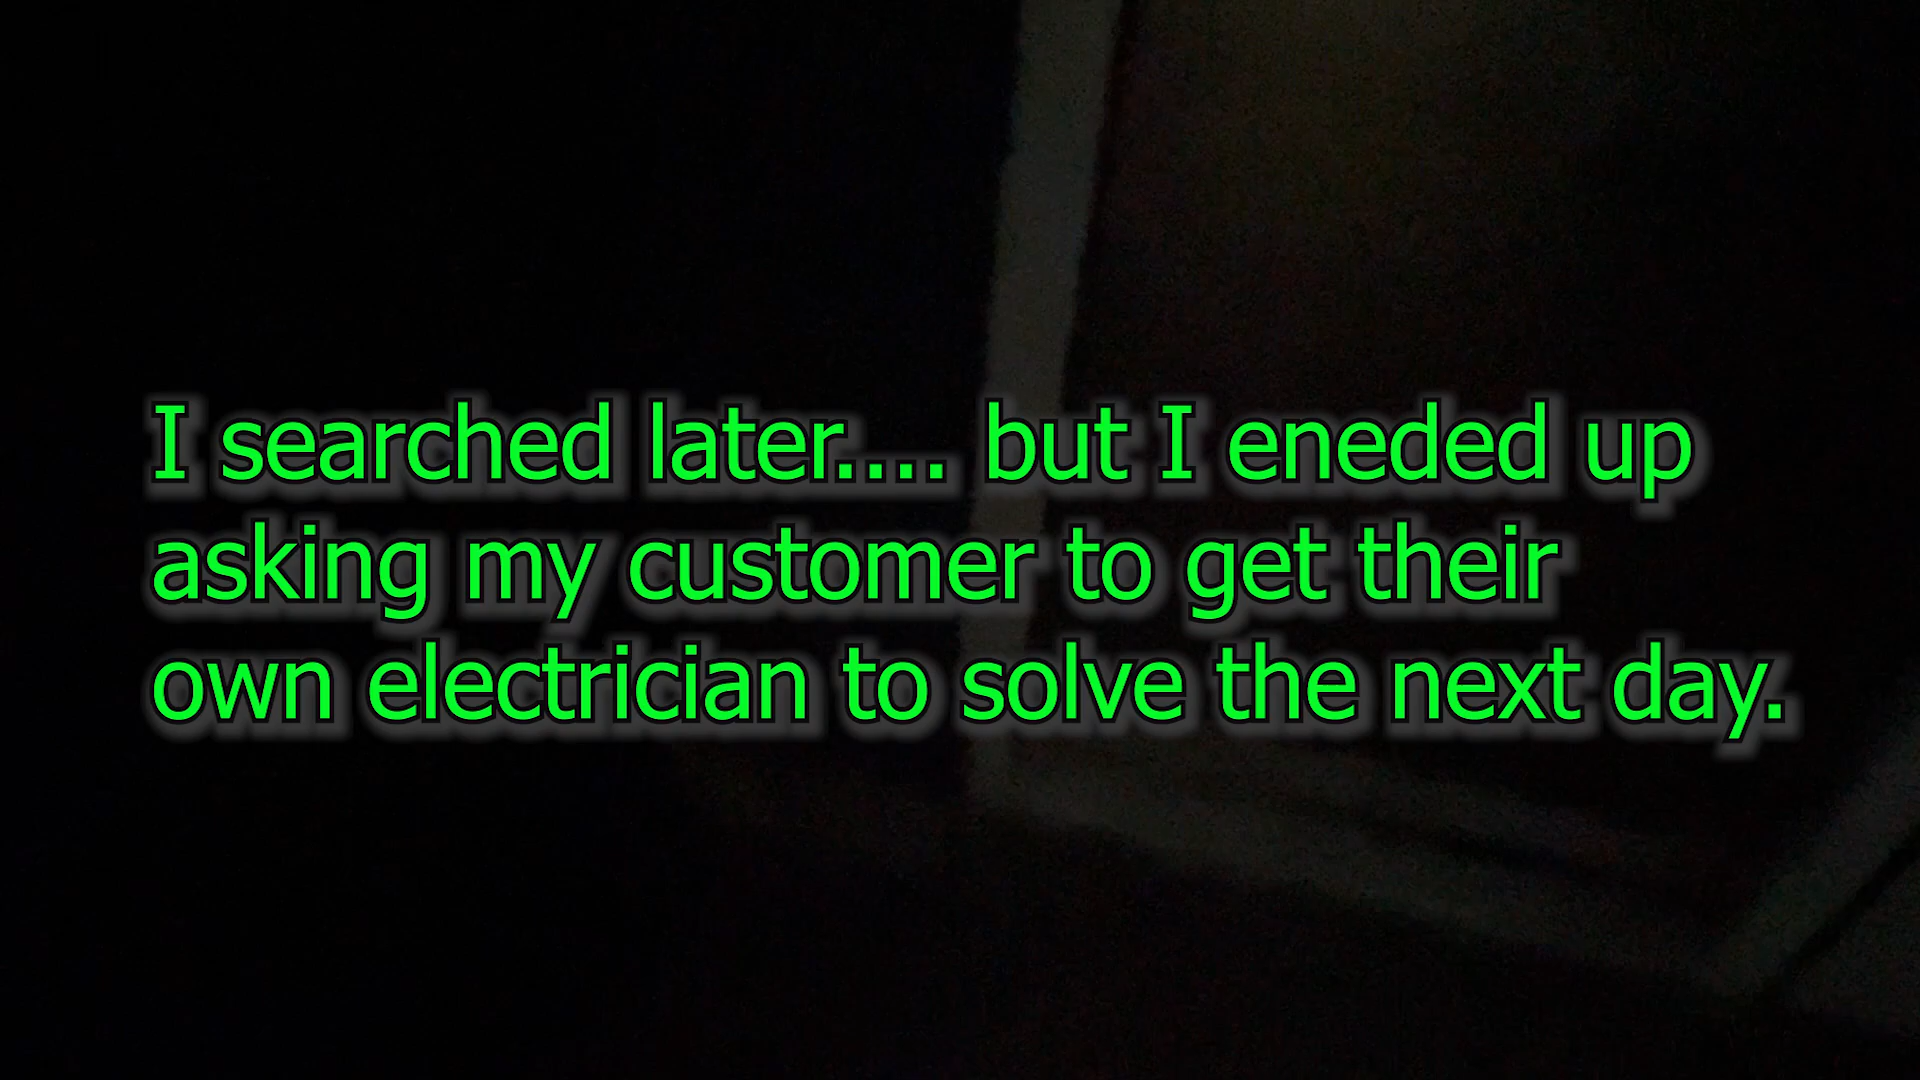 I searched later.... but I eneded up
asking my customer to get their
own electrician to solve the next day.